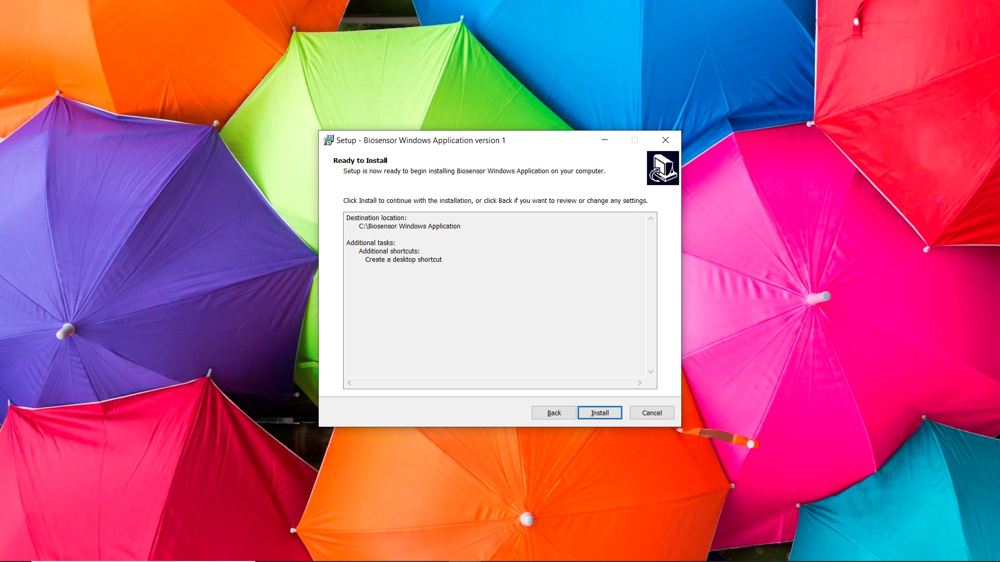 Setup - Biosensor Windows Application version 1
Ready to Install
Setup is now ready to begin installing Biosensor Windows Application on your computer.
Click Install to continue with the installation, or click Back if you want to review or change any settings.
Destination location:
C:\Biosensor Windows Application
Additional tasks:
Additional shortcuts:
Create a desktop shortcut
Back
Install
Cancel